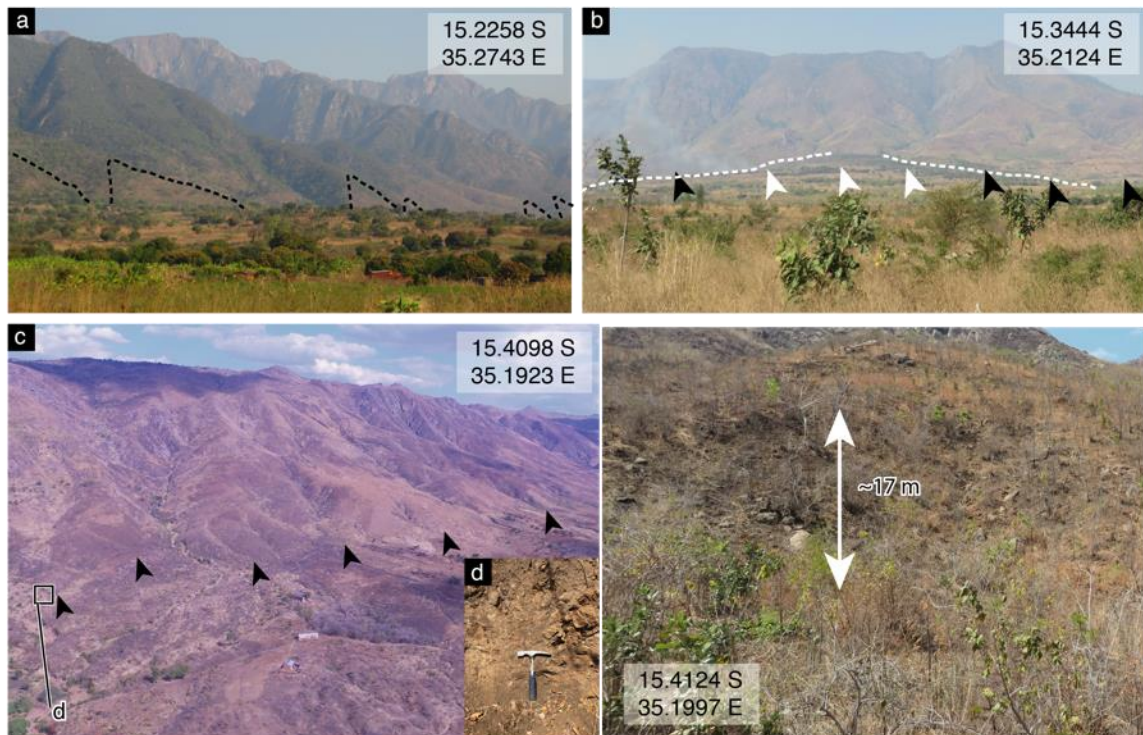 a
15.2258 S
35.2743 E
b
15.3444 S
35.2124 E
c
15.4098 S
35.1923 E
d
d
~17 m
15.4124 S
35.1997 E